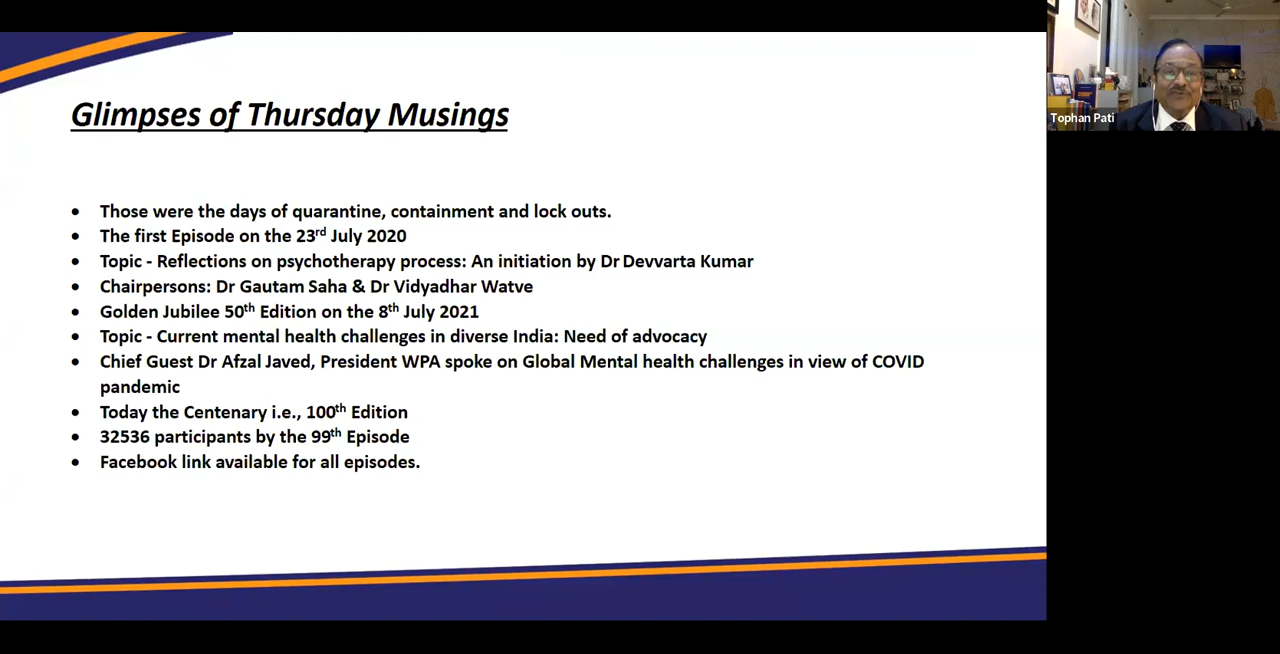 Glimpses of Thursday Musings
Tophan Pati
• Those were the days of quarantine, containment and lock outs.
• The first Episode on the 23rd July 2020
• Topic - Reflections on psychotherapy process: An initiation by Dr Devvarta Kumar
• Chairpersons: Dr Gautam Saha & Dr Vidyadhar Watve
• Golden Jubilee 50th Edition on the 8th July 2021
• Topic - Current mental health challenges in diverse India: Need of advocacy
• Chief Guest Dr Afzal Javed, President WPA spoke on Global Mental health challenges in view of COVID
pandemic
• Today the Centenary i.e., 100th Edition
• 32536 participants by the 99th Episode
• Facebook link available for all episodes.